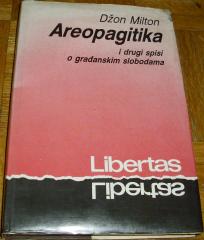 Džon Milton
Areopagitika
i drugi spisi
o građanskim slobodama
Libertas
Libertas